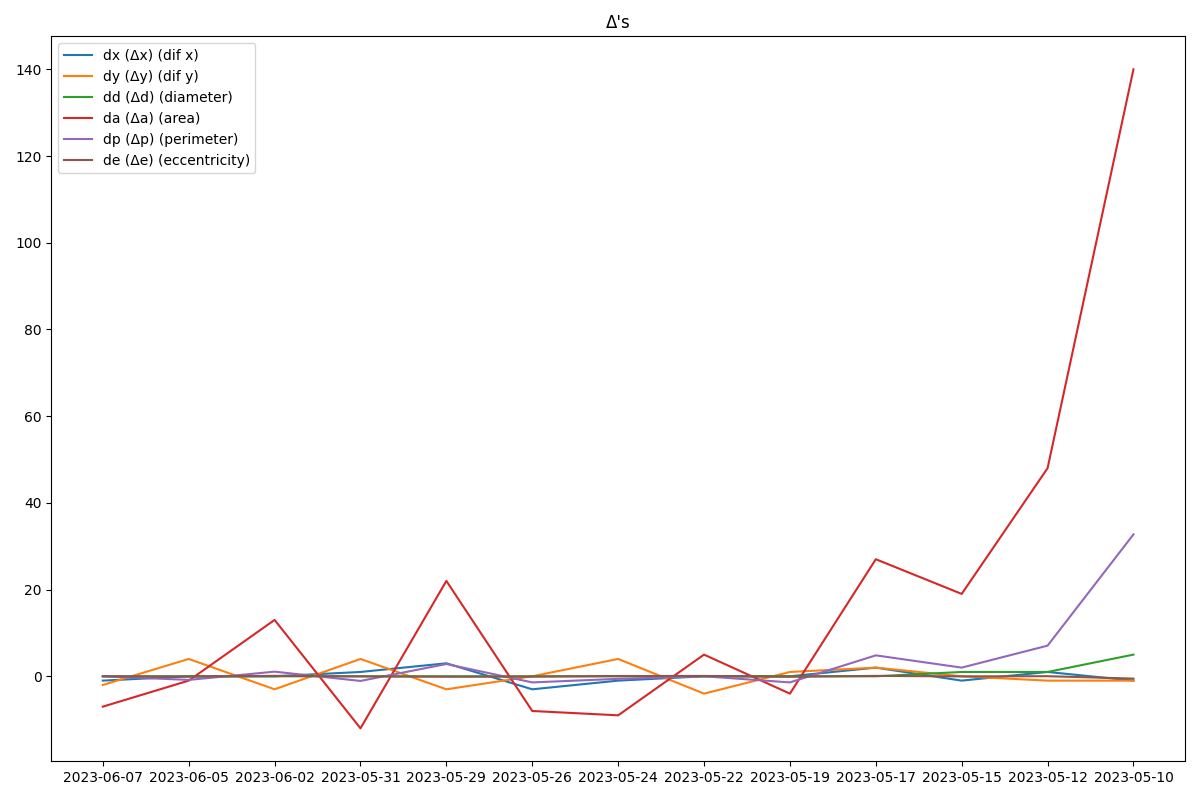 Δ's
dx (Δx) (dif x)
dy (Δy) (dif y)
dd (Δd) (diameter)
da (Δa) (area)
dp (Δp) (perimeter)
de (Δe) (eccentricity)
140
120
100
80
60
40
20
0
2023-06-07 2023-06-05 2023-06-02 2023-05-31 2023-05-29 2023-05-26 2023-05-24 2023-05-22 2023-05-19 2023-05-17 2023-05-15 2023-05-12 2023-05-10